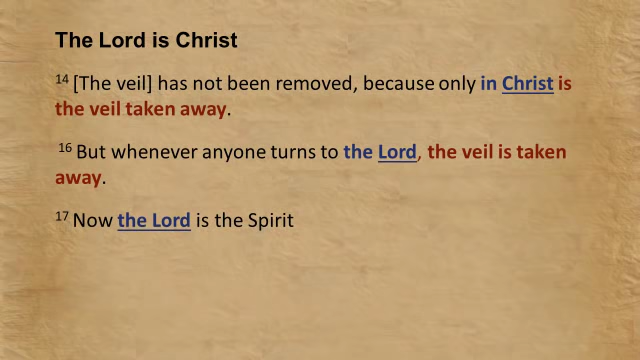 The Lord is Christ
14 [The veil] has not been removed, because only in Christ is
the veil taken away.
16 But whenever anyone turns to the Lord, the veil is taken
away.
17 Now the Lord is the Spirit